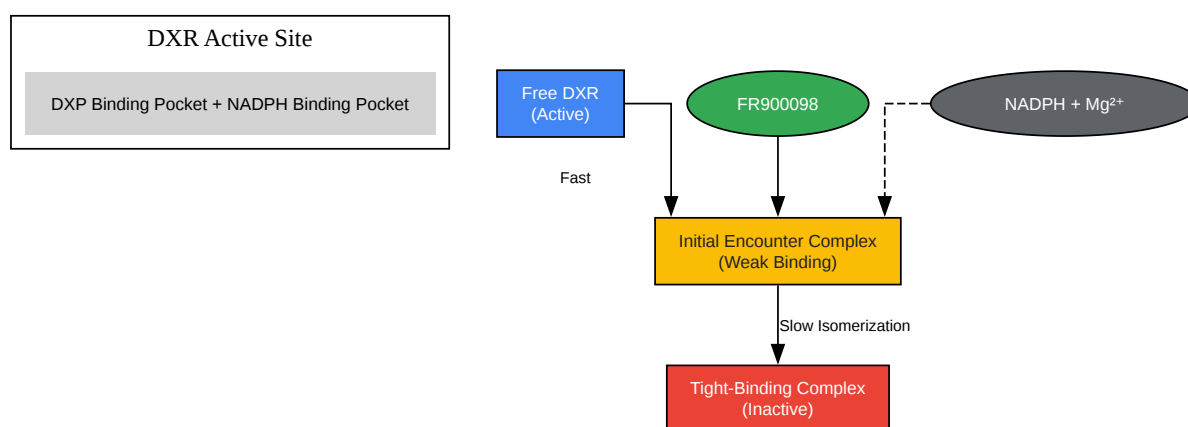 DXR Active Site
DXP Binding Pocket + NADPH Binding Pocket
Free DXR
(Active)
FR900098
NADPH + Mg²⁺
Fast
Initial Encounter Complex
(Weak Binding)
Slow Isomerization
Tight-Binding Complex
(Inactive)